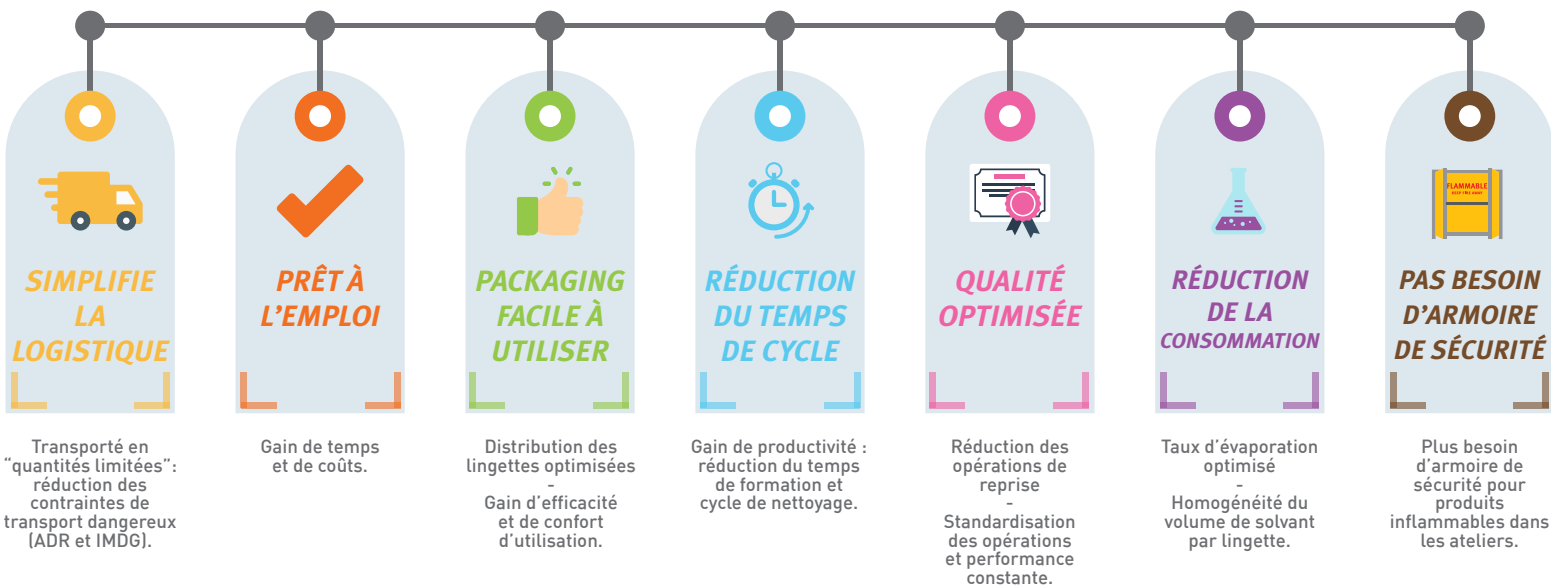 SIMPLIFIE
LA
LOGISTIQUE
Transporté en
“quantités limitées”:
réduction des
contraintes de
transport dangereux
(ADR et IMDG).
PRÊT À
L’EMPLOI
Gain de temps
et de coûts.
PACKAGING
FACILE À
UTILISER
Distribution des
lingettes optimisées
-
Gain d’efficacité
et de confort
d’utilisation.
RÉDUCTION
DU TEMPS
DE CYCLE
Gain de productivité :
réduction du temps
de formation et
cycle de nettoyage.
QUALITÉ
OPTIMISÉE
Réduction des
opérations de
reprise
-
Standardisation
des opérations
et performance
constante.
RÉDUCTION
DE LA
CONSOMMATION
Taux d’évaporation
optimisé
-
Homogénéité du
volume de solvant
par lingette.
FLAMMABLE
KEEP FIRE AWAY
PAS BESOIN
D’ARMOIRE
DE SÉCURITÉ
Plus besoin
d’armoire de
sécurité pour
produits
inflammables dans
les ateliers.